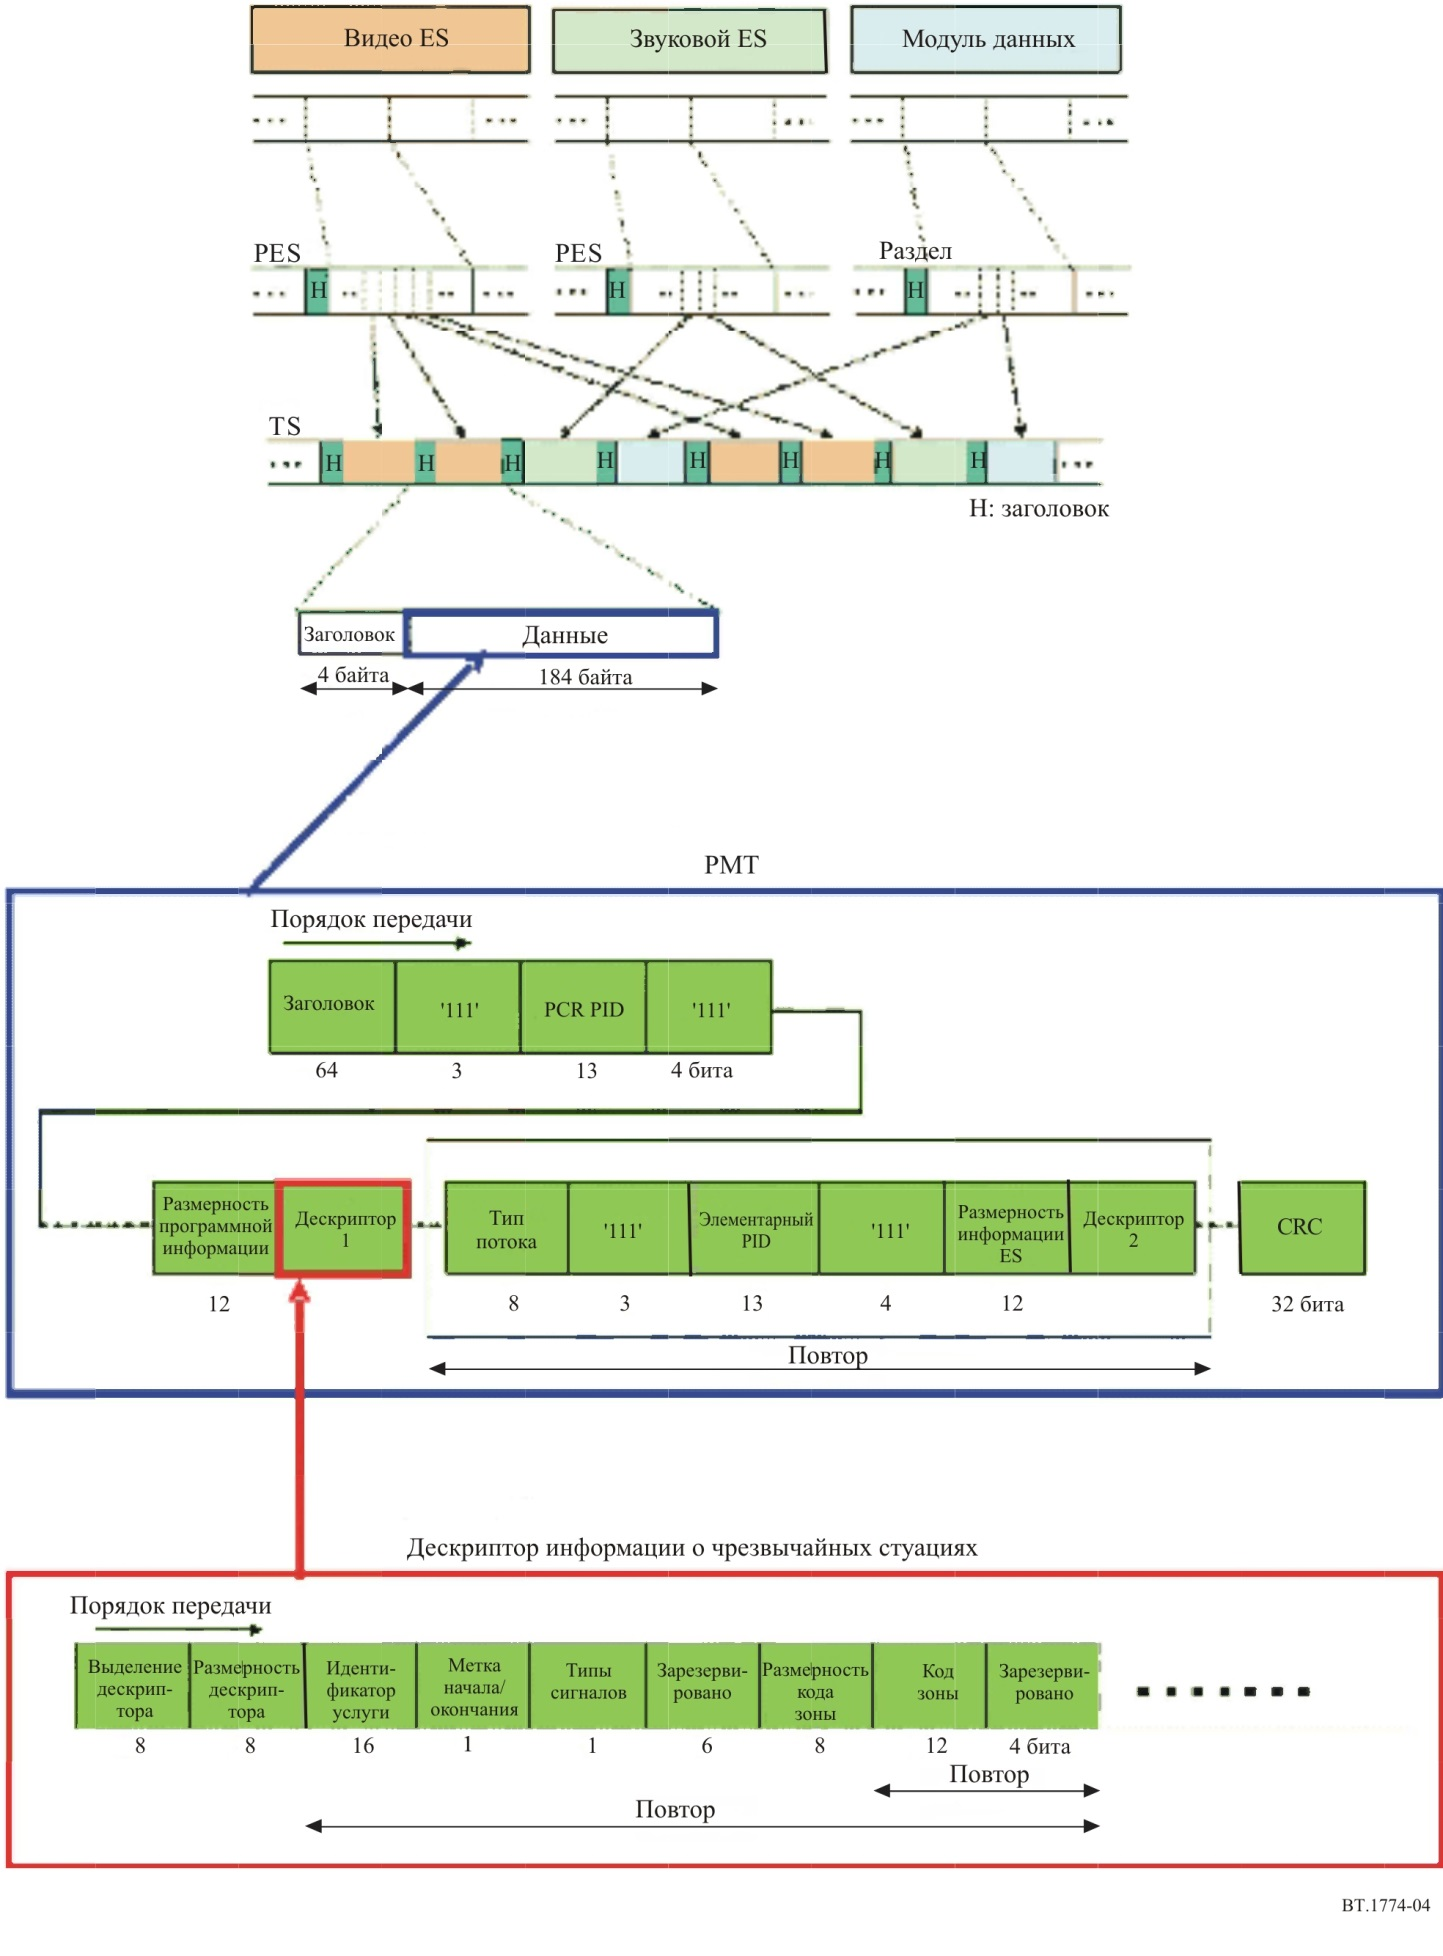 Видео ES
Звуковой ES
Модуль данных
PES
PES
Раздел
H
H
H
TS
H
H
H
H
H
H
H
H
H: заголовок
Заголовок
Данные
4 байта
184 байта
PMT
Порядок передачи
Заголовок
'111'
PCR PID
'111'
64
3
13
4 бита
Размерность
программной
информации
Дескриптор
1
Тип
потока
'111'
Элементарный
PID
'111'
Размерность
информации
ES
Дескриптор
2
CRC
12
8
3
13
4
12
32 бита
Повтор
Дескриптор информации о чрезвычайных стуациях
Порядок передачи
Выделение
дескрип-
тора
Размерность
дескрип-
тора
Иденти-
фикатор
услуги
Метка
начала/
окончания
Типы
сигналов
Зарезерви-
ровано
Размерность
кода
зоны
Код
зоны
Зарезерви-
ровано
8
8
16
1
1
6
8
12
4 бита
Повтор
Повтор
BT.1774-04